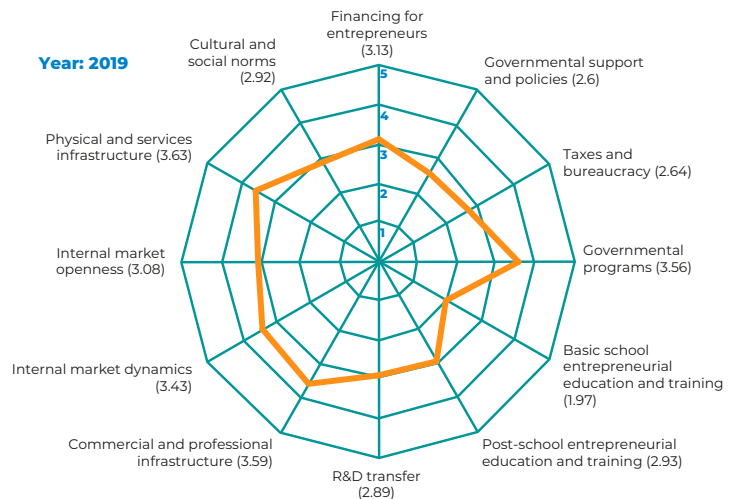 Year: 2019
Financing for
entrepreneurs
(3.13)
Governmental support
and policies (2.6)
Taxes and
bureaucracy (2.64)
Governmental
programs (3.56)
Basic school
entrepreneurial
education and training
(1.97)
Post-school entrepreneurial
education and training (2.93)
R&D transfer
(2.89)
Commercial and professional
infrastructure (3.59)
Internal market dynamics
(3.43)
Internal market
openness (3.08)
Physical and services
infrastructure (3.63)
Cultural and
social norms
(2.92)
5
4
3
2
1